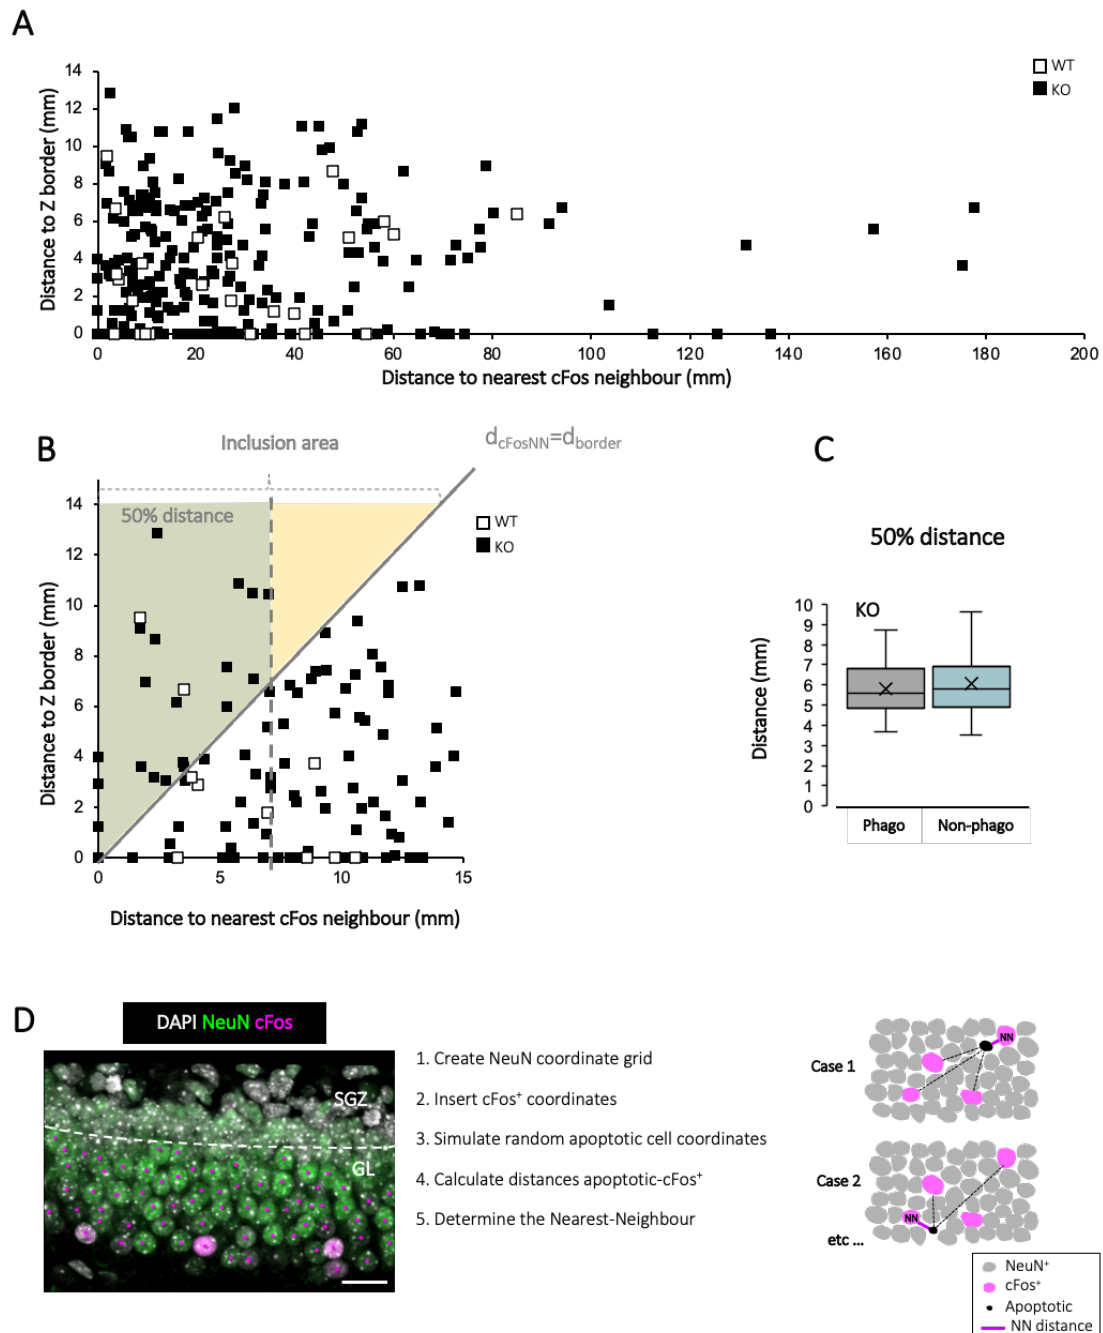 A
14
12
10
8
6
4
2
0
Distance to Z border (mm)
WT
KO
0 20 40 60 80 100 120 140 160 180 200
Distance to nearest cFos neighbour (mm)
B
Inclusion area
d_cFosNN=d_border
50% distance
14
12
10
8
6
4
2
0
Distance to Z border (mm)
WT
KO
0 5 10 15
Distance to nearest cFos neighbour (mm)
C
50% distance
KO
10
9
8
7
6
5
4
3
2
1
0
Distance (mm)
Phago Non-phago
D
DAPI NeuN cFos
SGZ
GL
1. Create NeuN coordinate grid
2. Insert cFos⁺ coordinates
3. Simulate random apoptotic cell coordinates
4. Calculate distances apoptotic-cFos⁺
5. Determine the Nearest-Neighbour
Case 1
NN
Case 2
NN
etc ...
NeuN⁺
cFos⁺
Apoptotic
NN distance